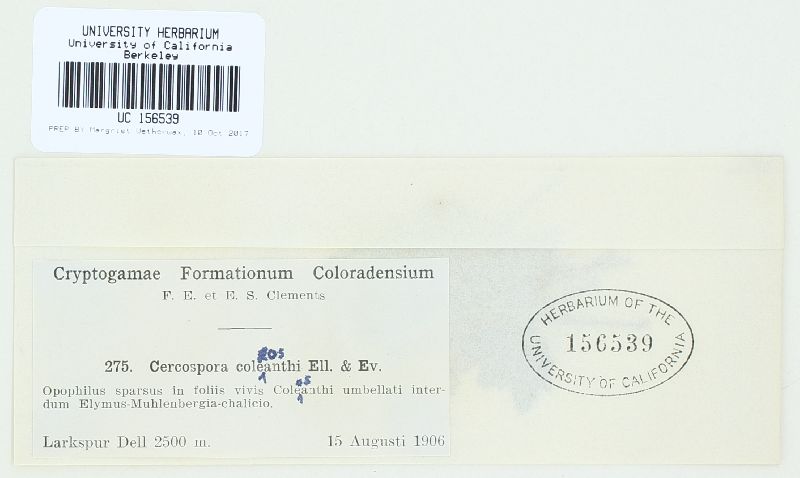 UNIVERSITY HERBARIUM
University of California
Berkeley
UC 156539
PREP BY Margriet Wetherwax, 10 Oct 2017
Cryptogamae Formationum Coloradensium
F. E. et E. S. Clements
ros
275. Cercospora coleanthi Ell. & Ev.
os
Opophilus sparsus in foliis vivis Coleanthi umbellati inter-
dum Elymus-Muhlenbergia-chalicio.
Larkspur Dell 2500 m. 15 Augusti 1906
HERBARIUM OF THE
156539
UNIVERSITY OF CALIFORNIA